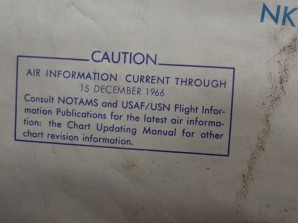 NK
CAUTION
AIR INFORMATION CURRENT THROUGH
15 DECEMBER 1966
Consult NOTAMS and USAF/USN Flight Infor-
mation Publications for the latest air informa-
tion: the Chart Updating Manual for other
chart revision information.